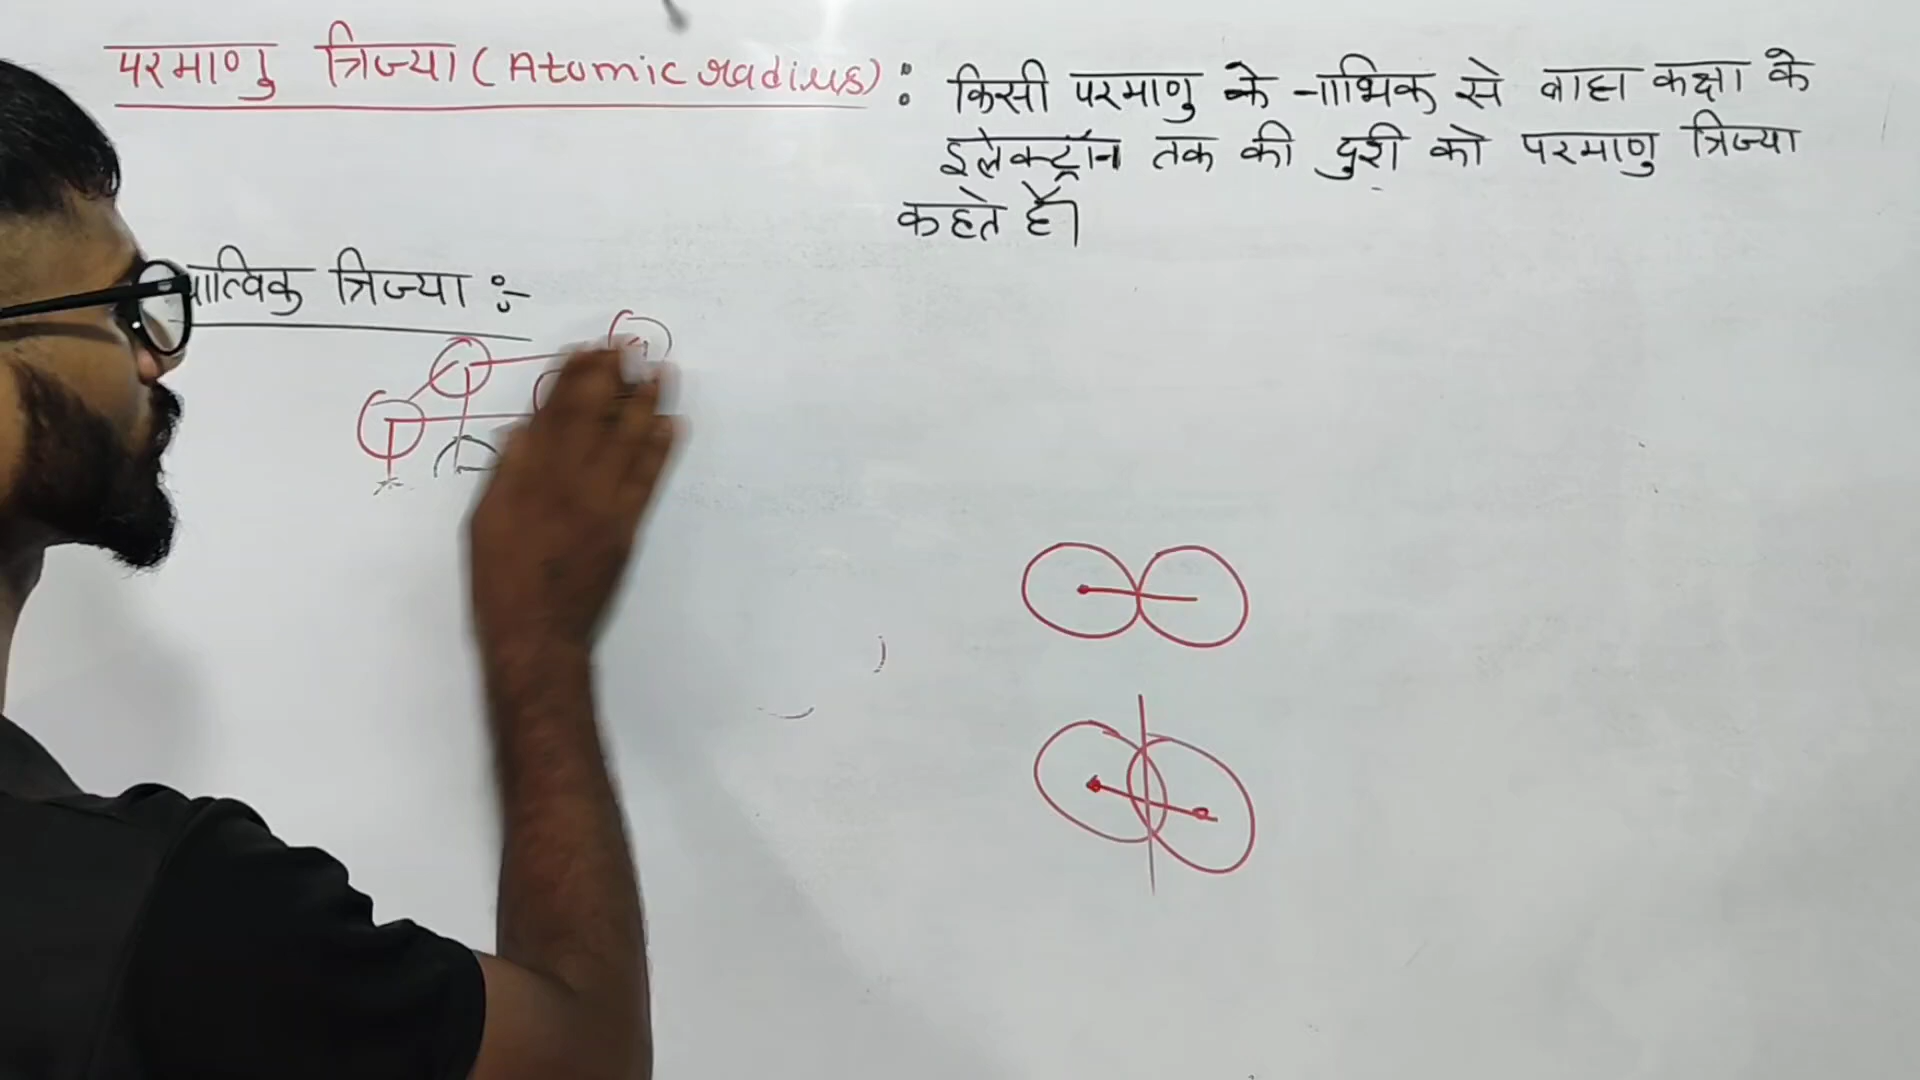 परमाणु त्रिज्या (Atomic radius) : किसी परमाणु के नाभिक से बाह्य कक्षा के
इलेक्ट्रॉन तक की दुरी को परमाणु त्रिज्या
कहते हैं।
त्रिज्या :-